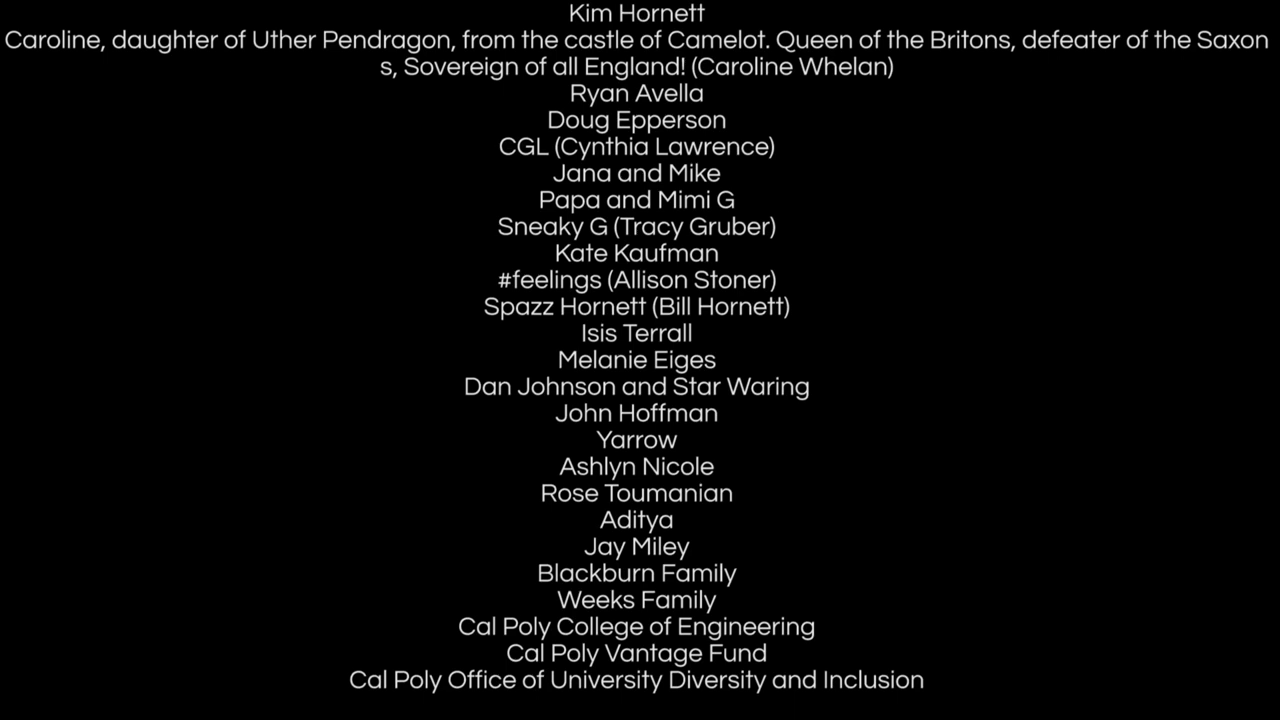 Kim Hornett
Caroline, daughter of Uther Pendragon, from the castle of Camelot. Queen of the Britons, defeater of the Saxon
s, Sovereign of all England! (Caroline Whelan)
Ryan Avella
Doug Epperson
CGL (Cynthia Lawrence)
Jana and Mike
Papa and Mimi G
Sneaky G (Tracy Gruber)
Kate Kaufman
#feelings (Allison Stoner)
Spazz Hornett (Bill Hornett)
Isis Terrall
Melanie Eiges
Dan Johnson and Star Waring
John Hoffman
Yarrow
Ashlyn Nicole
Rose Toumanian
Aditya
Jay Miley
Blackburn Family
Weeks Family
Cal Poly College of Engineering
Cal Poly Vantage Fund
Cal Poly Office of University Diversity and Inclusion